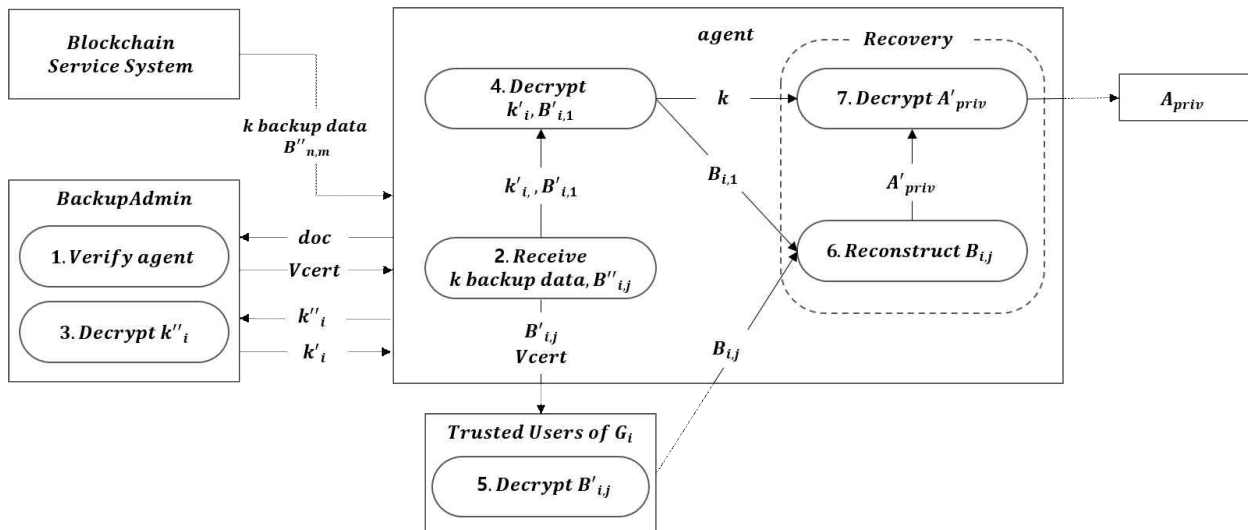 Blockchain
Service System
k backup data
B''n,m
BackupAdmin
1. Verify agent
3. Decrypt k''i
doc
Vcert
k''i
k'i
agent
4. Decrypt
k'i, B'i,1
k'i,, B'i,1
2. Receive
k backup data, B''i,j
B'i,j
Vcert
Trusted Users of Gi
5. Decrypt B'i,j
k
Bi,1
Bi,j
Recovery
7. Decrypt A'priv
A'priv
6. Reconstruct Bi,j
Apriv